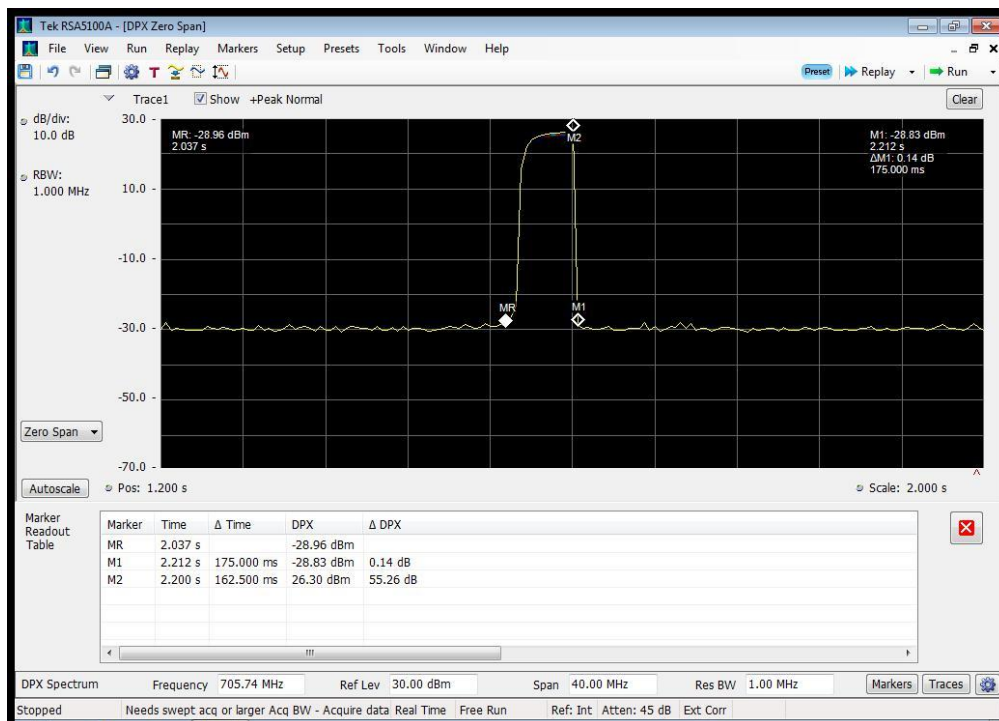 Tek RSA5100A - [DPX Zero Span]
File View Run Replay Markers Setup Presets Tools Window Help
T Preset Replay Run
Trace1 Show +Peak Normal Clear
dB/div:
10.0 dB
RBW:
1.000 MHz
30.0 -
10.0 -
-10.0 -
-30.0 -
-50.0 -
-70.0 -
MR: -28.96 dBm
2.037 s
M1: -28.83 dBm
2.212 s
ΔM1: 0.14 dB
175.000 ms
M2
MR M1
Zero Span
Autoscale Pos: 1.200 s Scale: 2.000 s
Marker
Readout
Table
Marker Time Δ Time DPX Δ DPX
MR 2.037 s -28.96 dBm
M1 2.212 s 175.000 ms -28.83 dBm 0.14 dB
M2 2.200 s 162.500 ms 26.30 dBm 55.26 dB
DPX Spectrum Frequency 705.74 MHz Ref Lev 30.00 dBm Span 40.00 MHz Res BW 1.00 MHz Markers Traces
Stopped Needs swept acq or larger Acq BW - Acquire data Real Time Free Run Ref: Int Atten: 45 dB Ext Corr